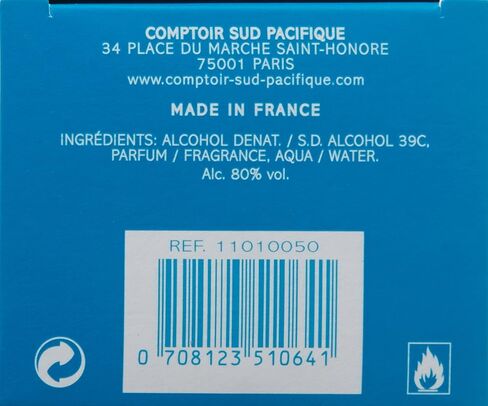 COMPTOIR SUD PACIFIQUE
34 PLACE DU MARCHE SAINT-HONORE
75001 PARIS
www.comptoir-sud-pacifique.com
MADE IN FRANCE
INGRÉDIENTS: ALCOHOL DENAT. / S.D. ALCOHOL 39C,
PARFUM / FRAGRANCE, AQUA / WATER.
Alc. 80% vol.
REF. 11010050
0 708123 510641